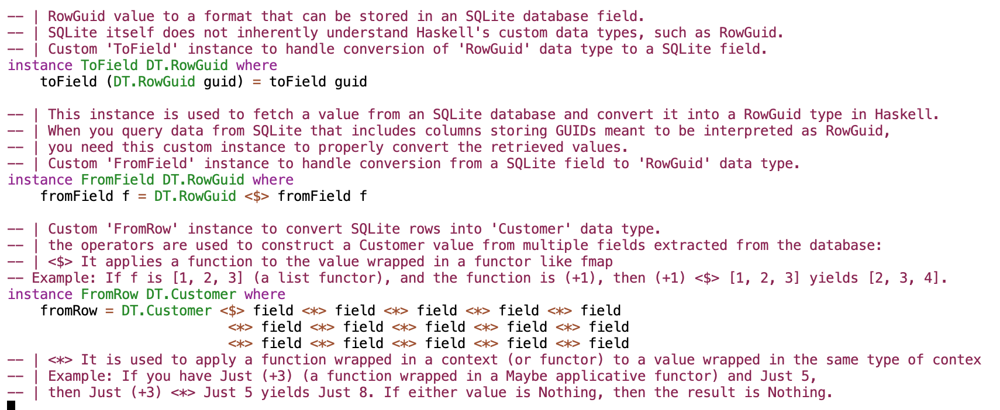 -- | RowGuid value to a format that can be stored in an SQLite database field.
-- | SQLite itself does not inherently understand Haskell's custom data types, such as RowGuid.
-- | Custom 'ToField' instance to handle conversion of 'RowGuid' data type to a SQLite field.
instance ToField DT.RowGuid where
    toField (DT.RowGuid guid) = toField guid

-- | This instance is used to fetch a value from an SQLite database and convert it into a RowGuid type in Haskell.
-- | When you query data from SQLite that includes columns storing GUIDs meant to be interpreted as RowGuid,
-- | you need this custom instance to properly convert the retrieved values.
-- | Custom 'FromField' instance to handle conversion from a SQLite field to 'RowGuid' data type.
instance FromField DT.RowGuid where
    fromField f = DT.RowGuid <$> fromField f

-- | Custom 'FromRow' instance to convert SQLite rows into 'Customer' data type.
-- | the operators are used to construct a Customer value from multiple fields extracted from the database:
-- | <$> It applies a function to the value wrapped in a functor like fmap
-- Example: If f is [1, 2, 3] (a list functor), and the function is (+1), then (+1) <$> [1, 2, 3] yields [2, 3, 4].
instance FromRow DT.Customer where
    fromRow = DT.Customer <$> field <*> field <*> field <*> field <*> field
                           <*> field <*> field <*> field <*> field <*> field
                           <*> field <*> field <*> field <*> field <*> field
-- | <*> It is used to apply a function wrapped in a context (or functor) to a value wrapped in the same type of contex
-- | Example: If you have Just (+3) (a function wrapped in a Maybe applicative functor) and Just 5,
-- | then Just (+3) <*> Just 5 yields Just 8. If either value is Nothing, then the result is Nothing.